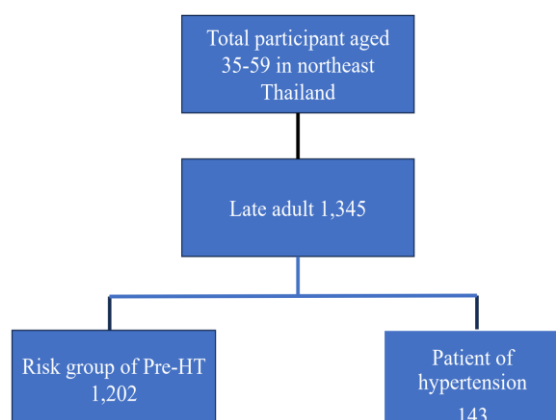 Total participant aged
35-59 in northeast
Thailand
Late adult 1,345
Risk group of Pre-HT
1,202
Patient of
hypertension
143